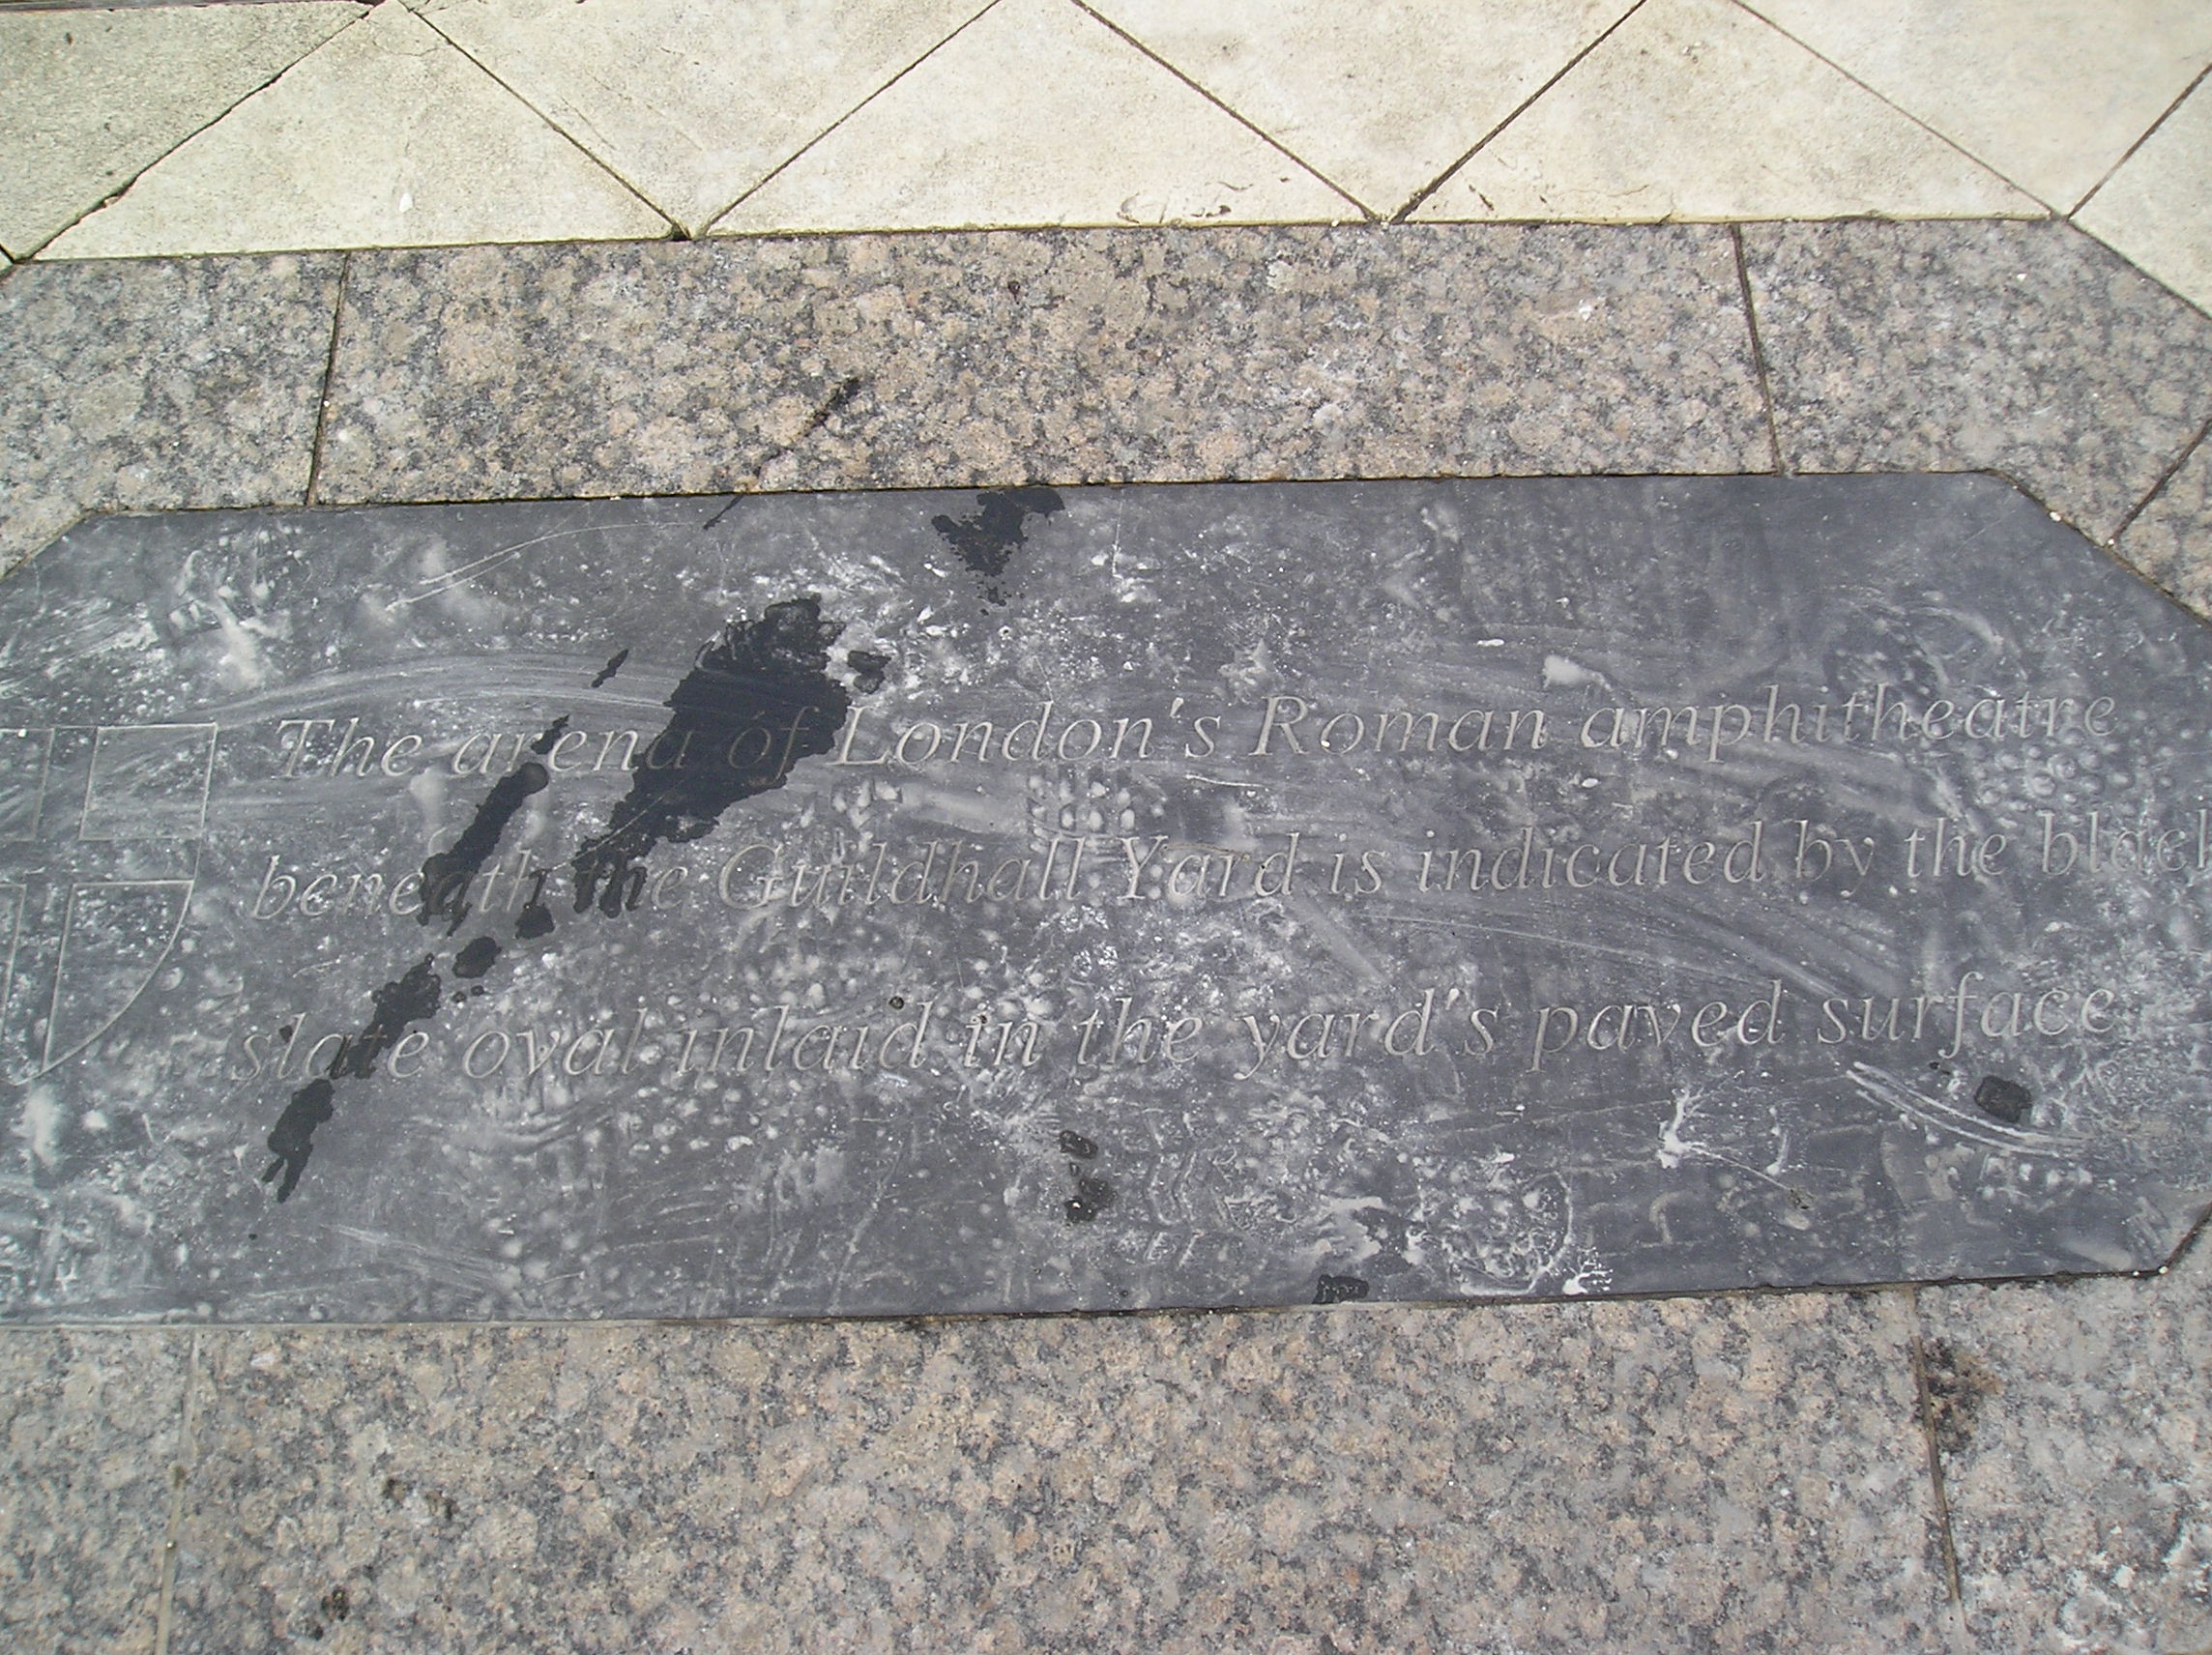 The arena of London's Roman amphitheatre
beneath the Guildhall Yard is indicated by the black
slate oval inlaid in the yard's paved surface